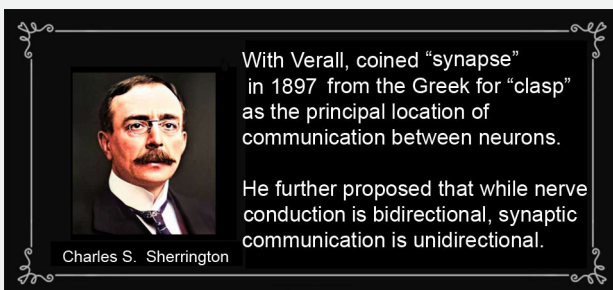 With Verall, coined “synapse”
in 1897 from the Greek for “clasp”
as the principal location of
communication between neurons.
He further proposed that while nerve
conduction is bidirectional, synaptic
communication is unidirectional.
Charles S. Sherrington